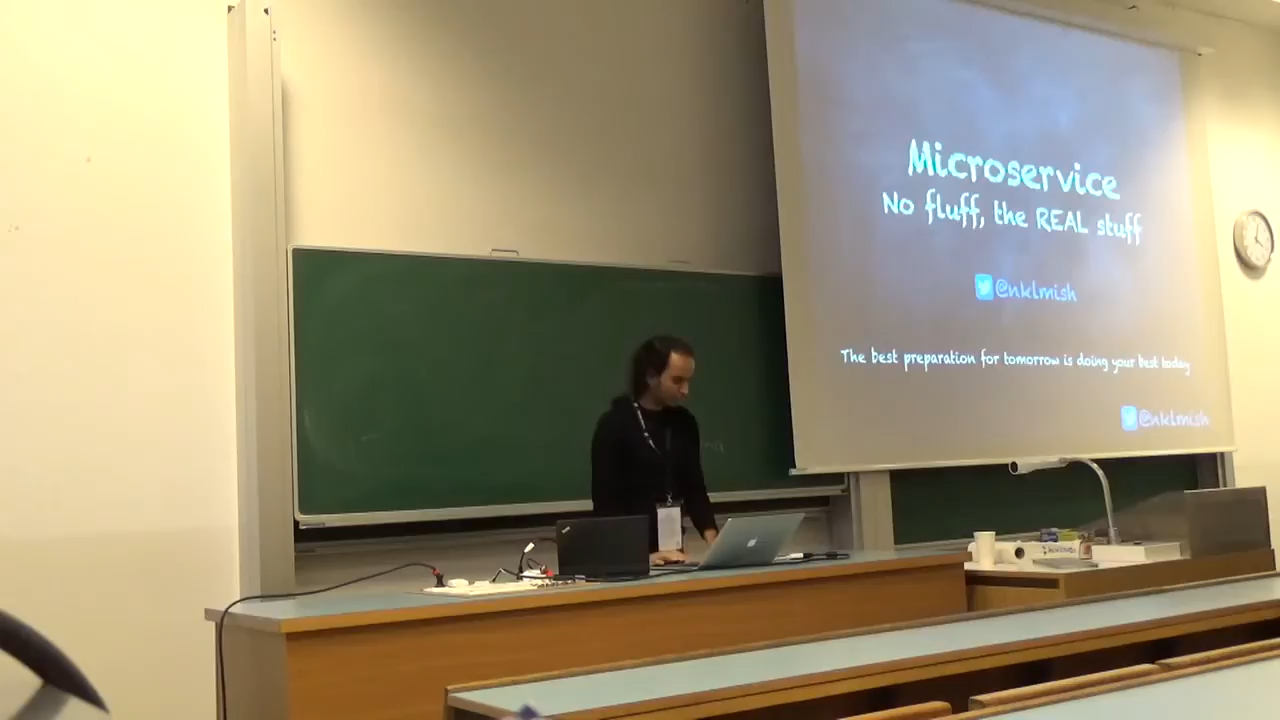 Microservice
No fluff, the REAL stuff
@nklmish
The best preparation for tomorrow is doing your best today
@nklmish